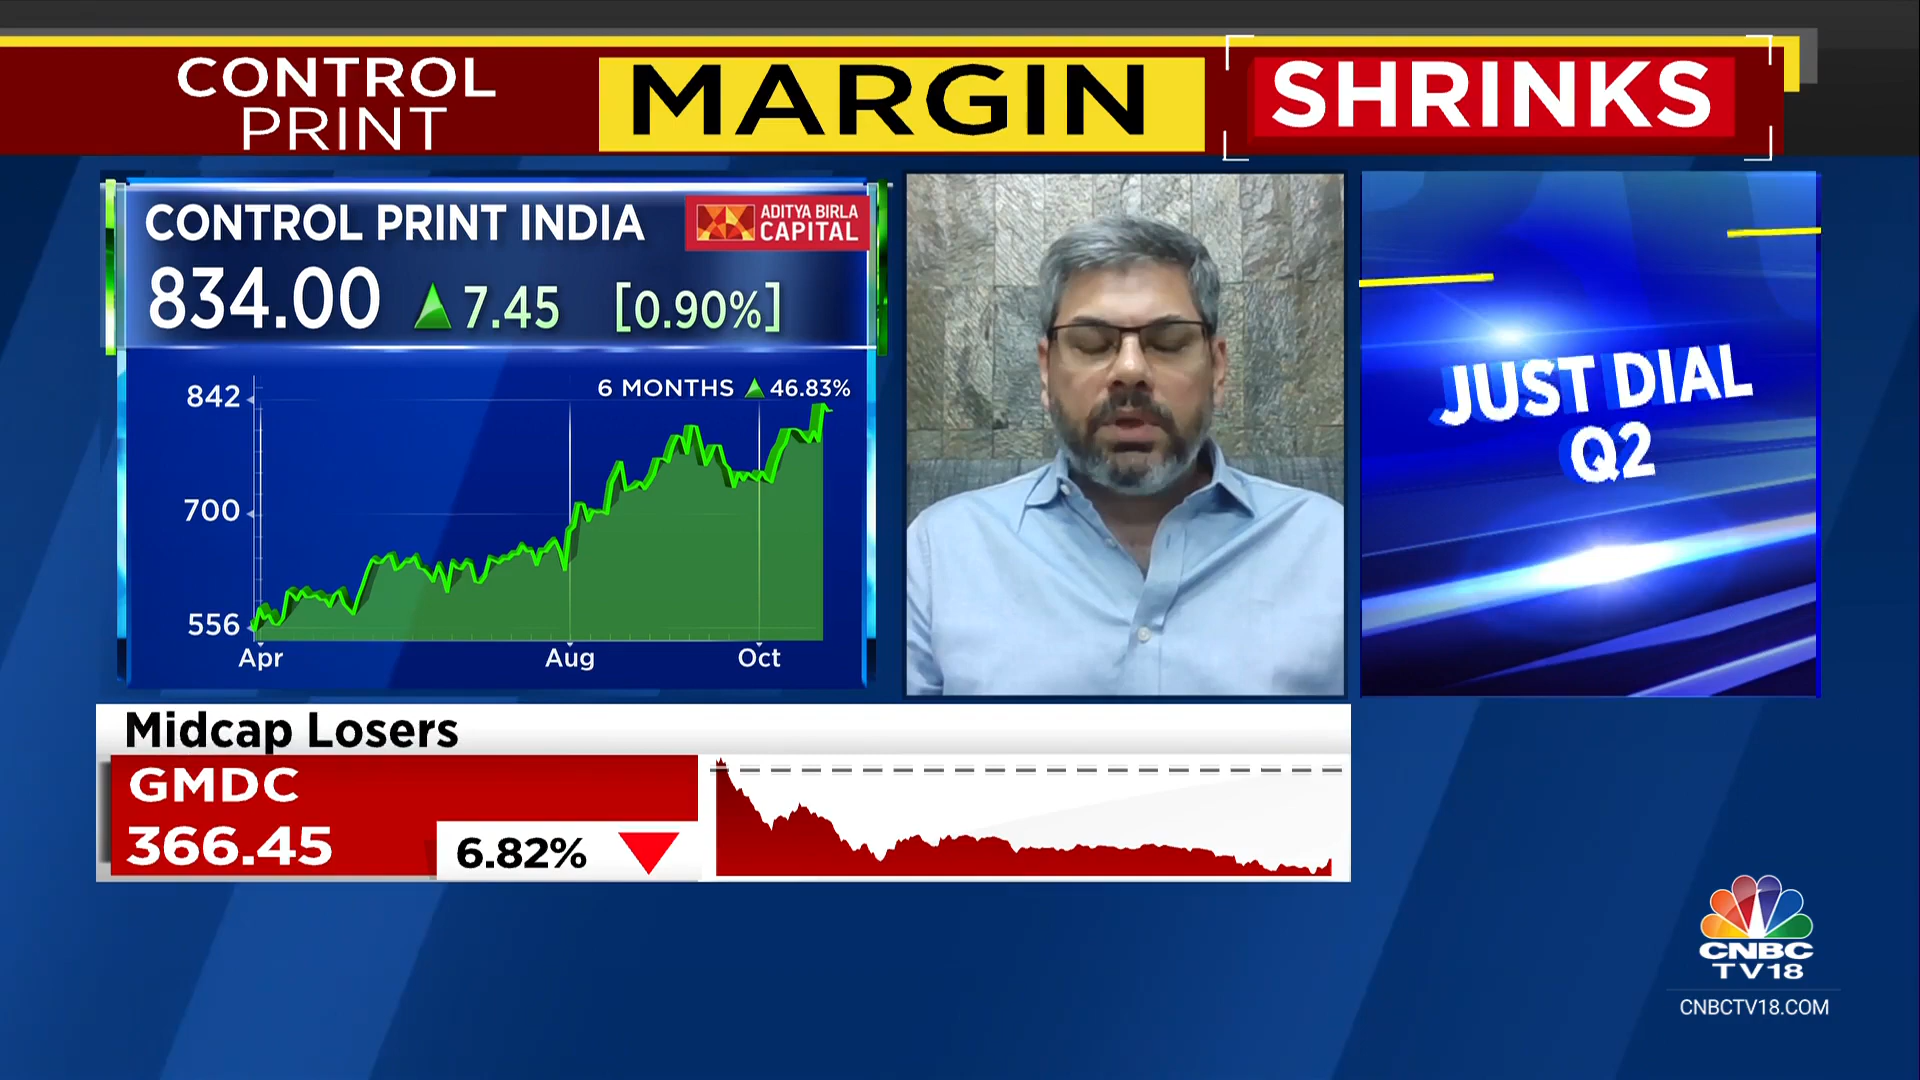 CONTROL
PRINT
MARGIN
SHRINKS
CONTROL PRINT INDIA
ADITYA BIRLA
CAPITAL
834.00 ▲ 7.45 [0.90%]
6 MONTHS ▲ 46.83%
842
700
556
Apr Aug Oct
JUST DIAL
Q2
Midcap Losers
GMDC
366.45
6.82% ▼
CNBC
TV18
CNBCTV18.COM